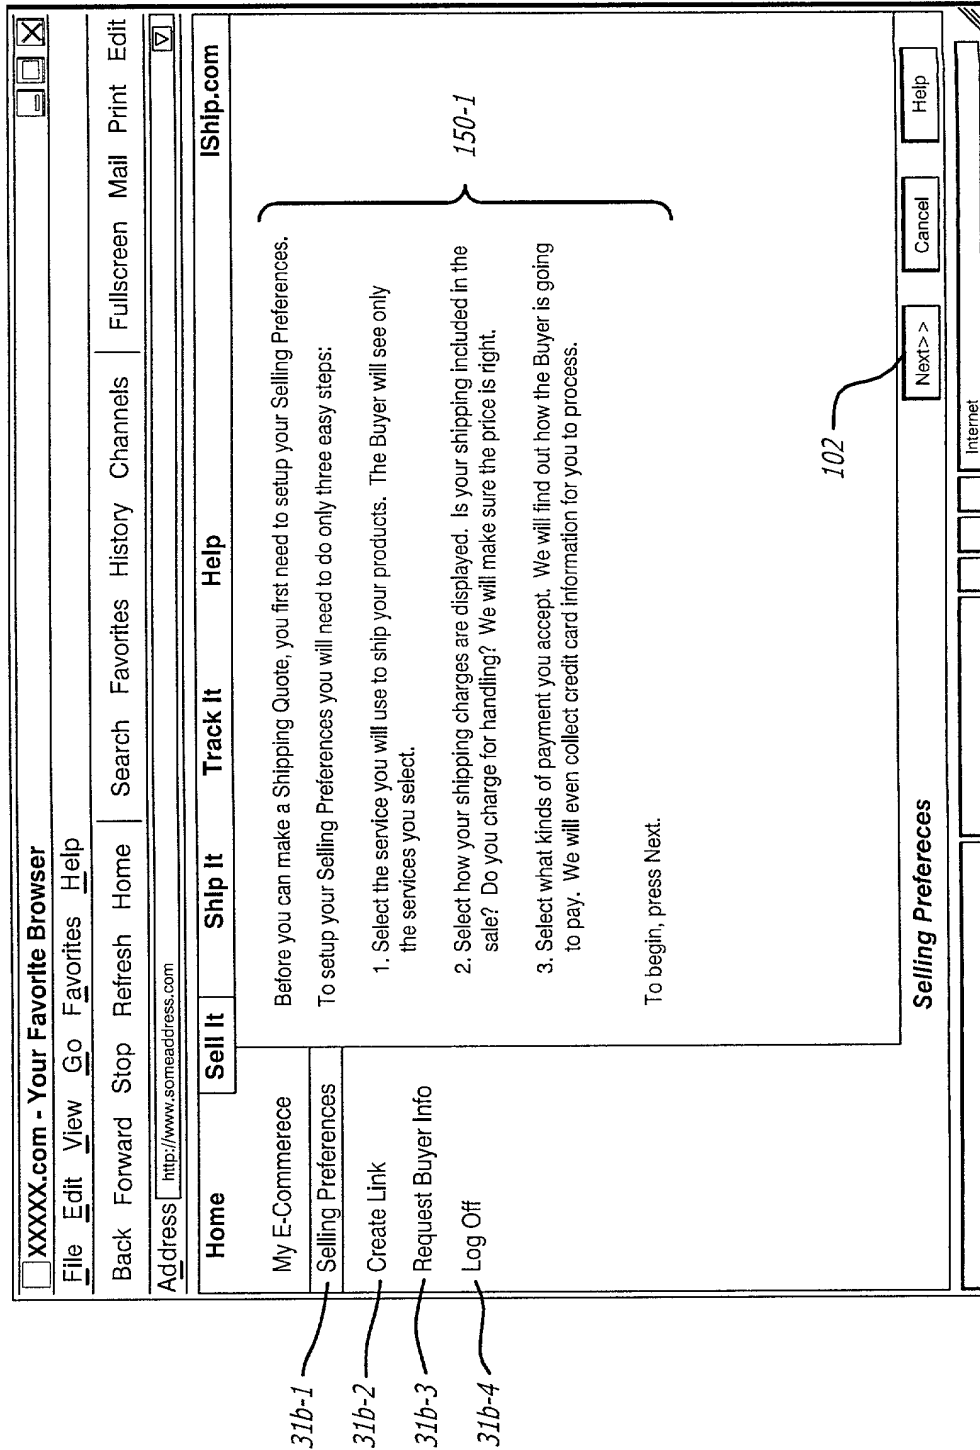 XXXXX.com - Your Favorite Browser
File Edit View Go Favorites Help
Back Forward Stop Refresh Home Search Favorites History Channels Fullscreen Mail Print Edit
Address http://www.someaddress.com
Home Sell It Ship It Track It Help IShip.com
My E-Commerece
Selling Preferences
Create Link
Request Buyer Info
Log Off
31b-1
31b-2
31b-3
31b-4
Before you can make a Shipping Quote, you first need to setup your Selling Preferences.
To setup your Selling Preferences you will need to do only three easy steps:
1. Select the service you will use to ship your products. The Buyer will see only
the services you select.
2. Select how your shipping charges are displayed. Is your shipping included in the
sale? Do you charge for handling? We will make sure the price is right.
3. Select what kinds of payment you accept. We will find out how the Buyer is going
to pay. We will even collect credit card information for you to process.
To begin, press Next.
150-1
102
Selling Prefereces
Next>> Cancel Help
Internet